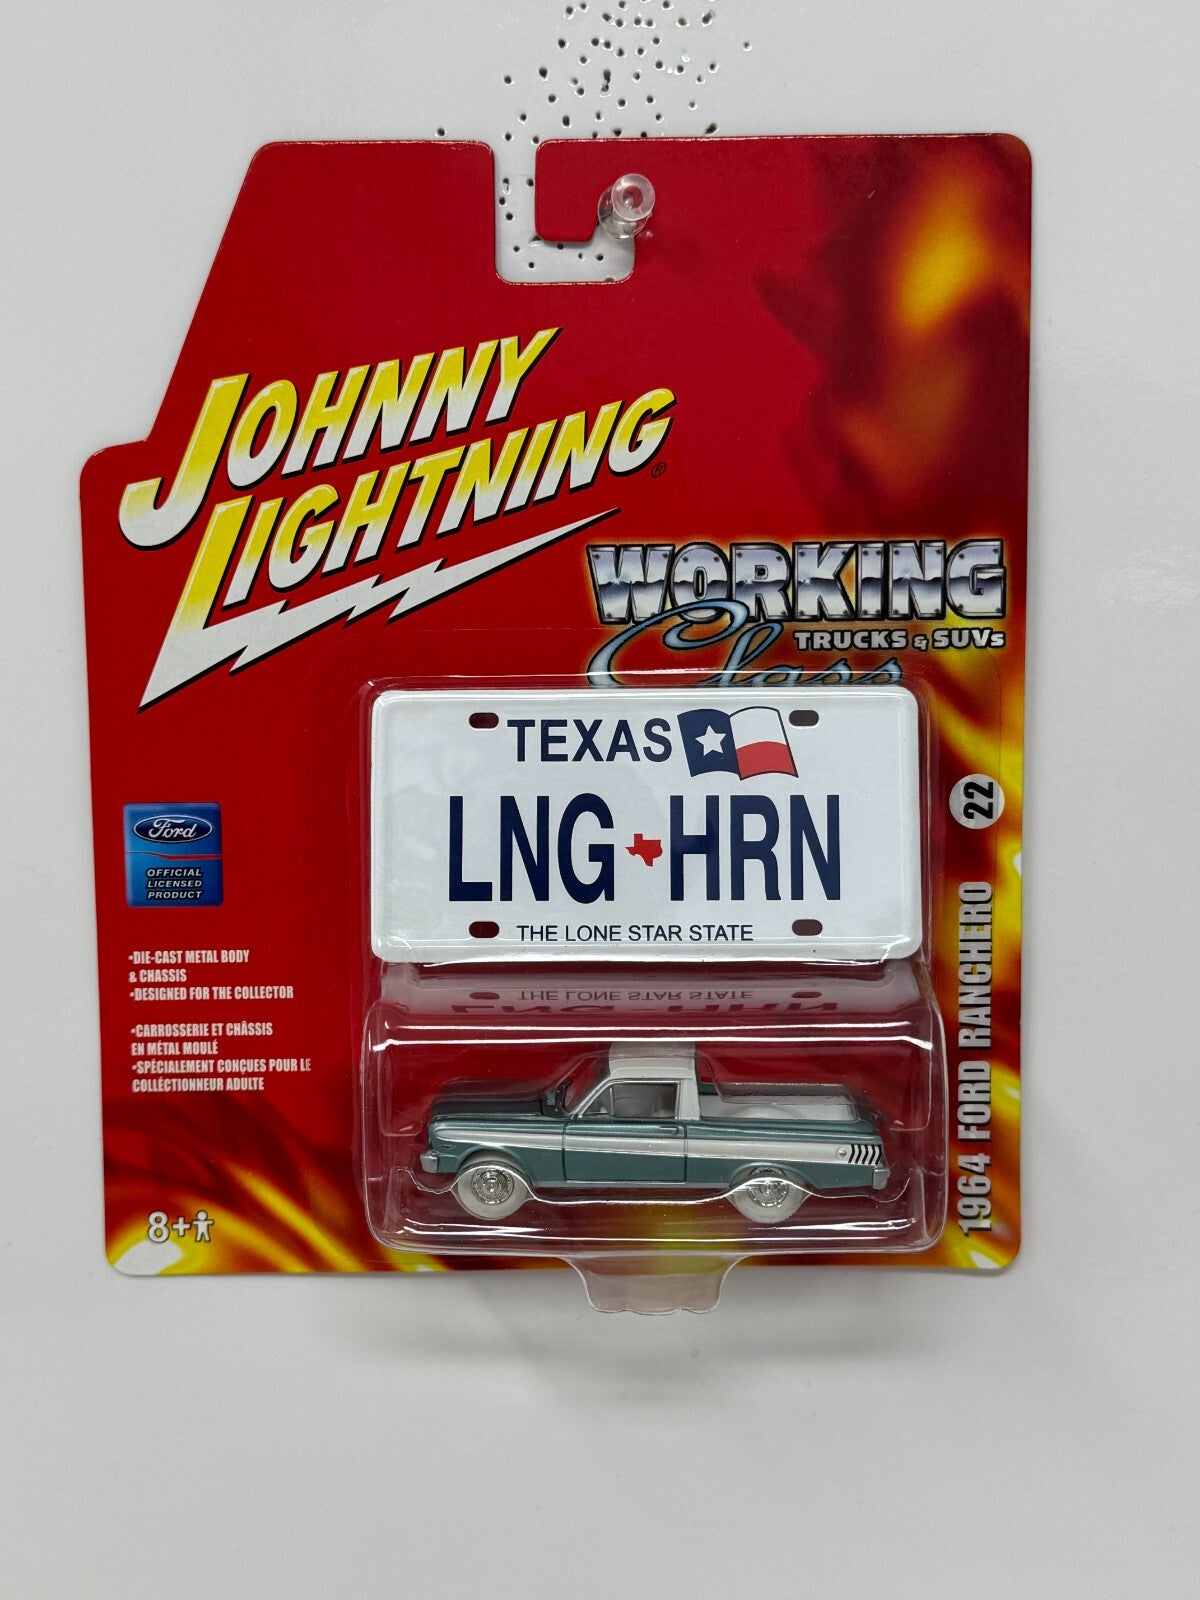 JOHNNY
LIGHTNING®
WORKING
Class
TRUCKS & SUVs
TEXAS
LNG HRN
THE LONE STAR STATE
22
1964 FORD RANCHERO
Ford
OFFICIAL
LICENSED
PRODUCT
•DIE-CAST METAL BODY
& CHASSIS
•DESIGNED FOR THE COLLECTOR
•CARROSSERIE ET CHÂSSIS
EN MÉTAL MOULÉ
•SPÉCIALEMENT CONÇUES POUR LE
COLLÉCTIONNEUR ADULTE
8+